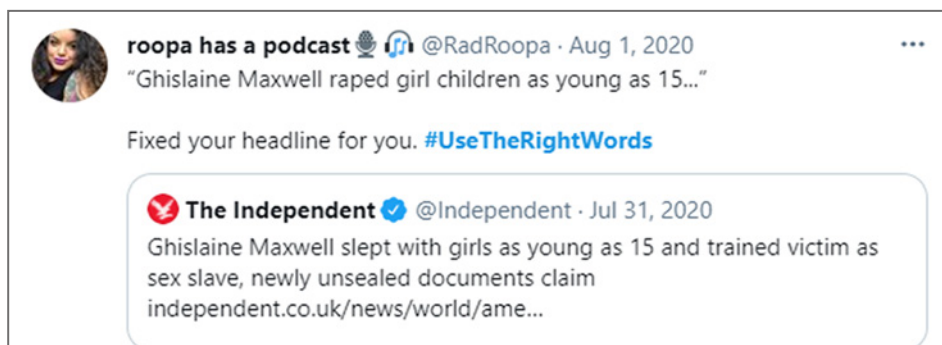 roopa has a podcast🎙️🎧 @RadRoopa · Aug 1, 2020
“Ghislaine Maxwell raped girl children as young as 15...”
Fixed your headline for you. #UseTheRightWords
The Independent @Independent · Jul 31, 2020
Ghislaine Maxwell slept with girls as young as 15 and trained victim as
sex slave, newly unsealed documents claim
independent.co.uk/news/world/ame...